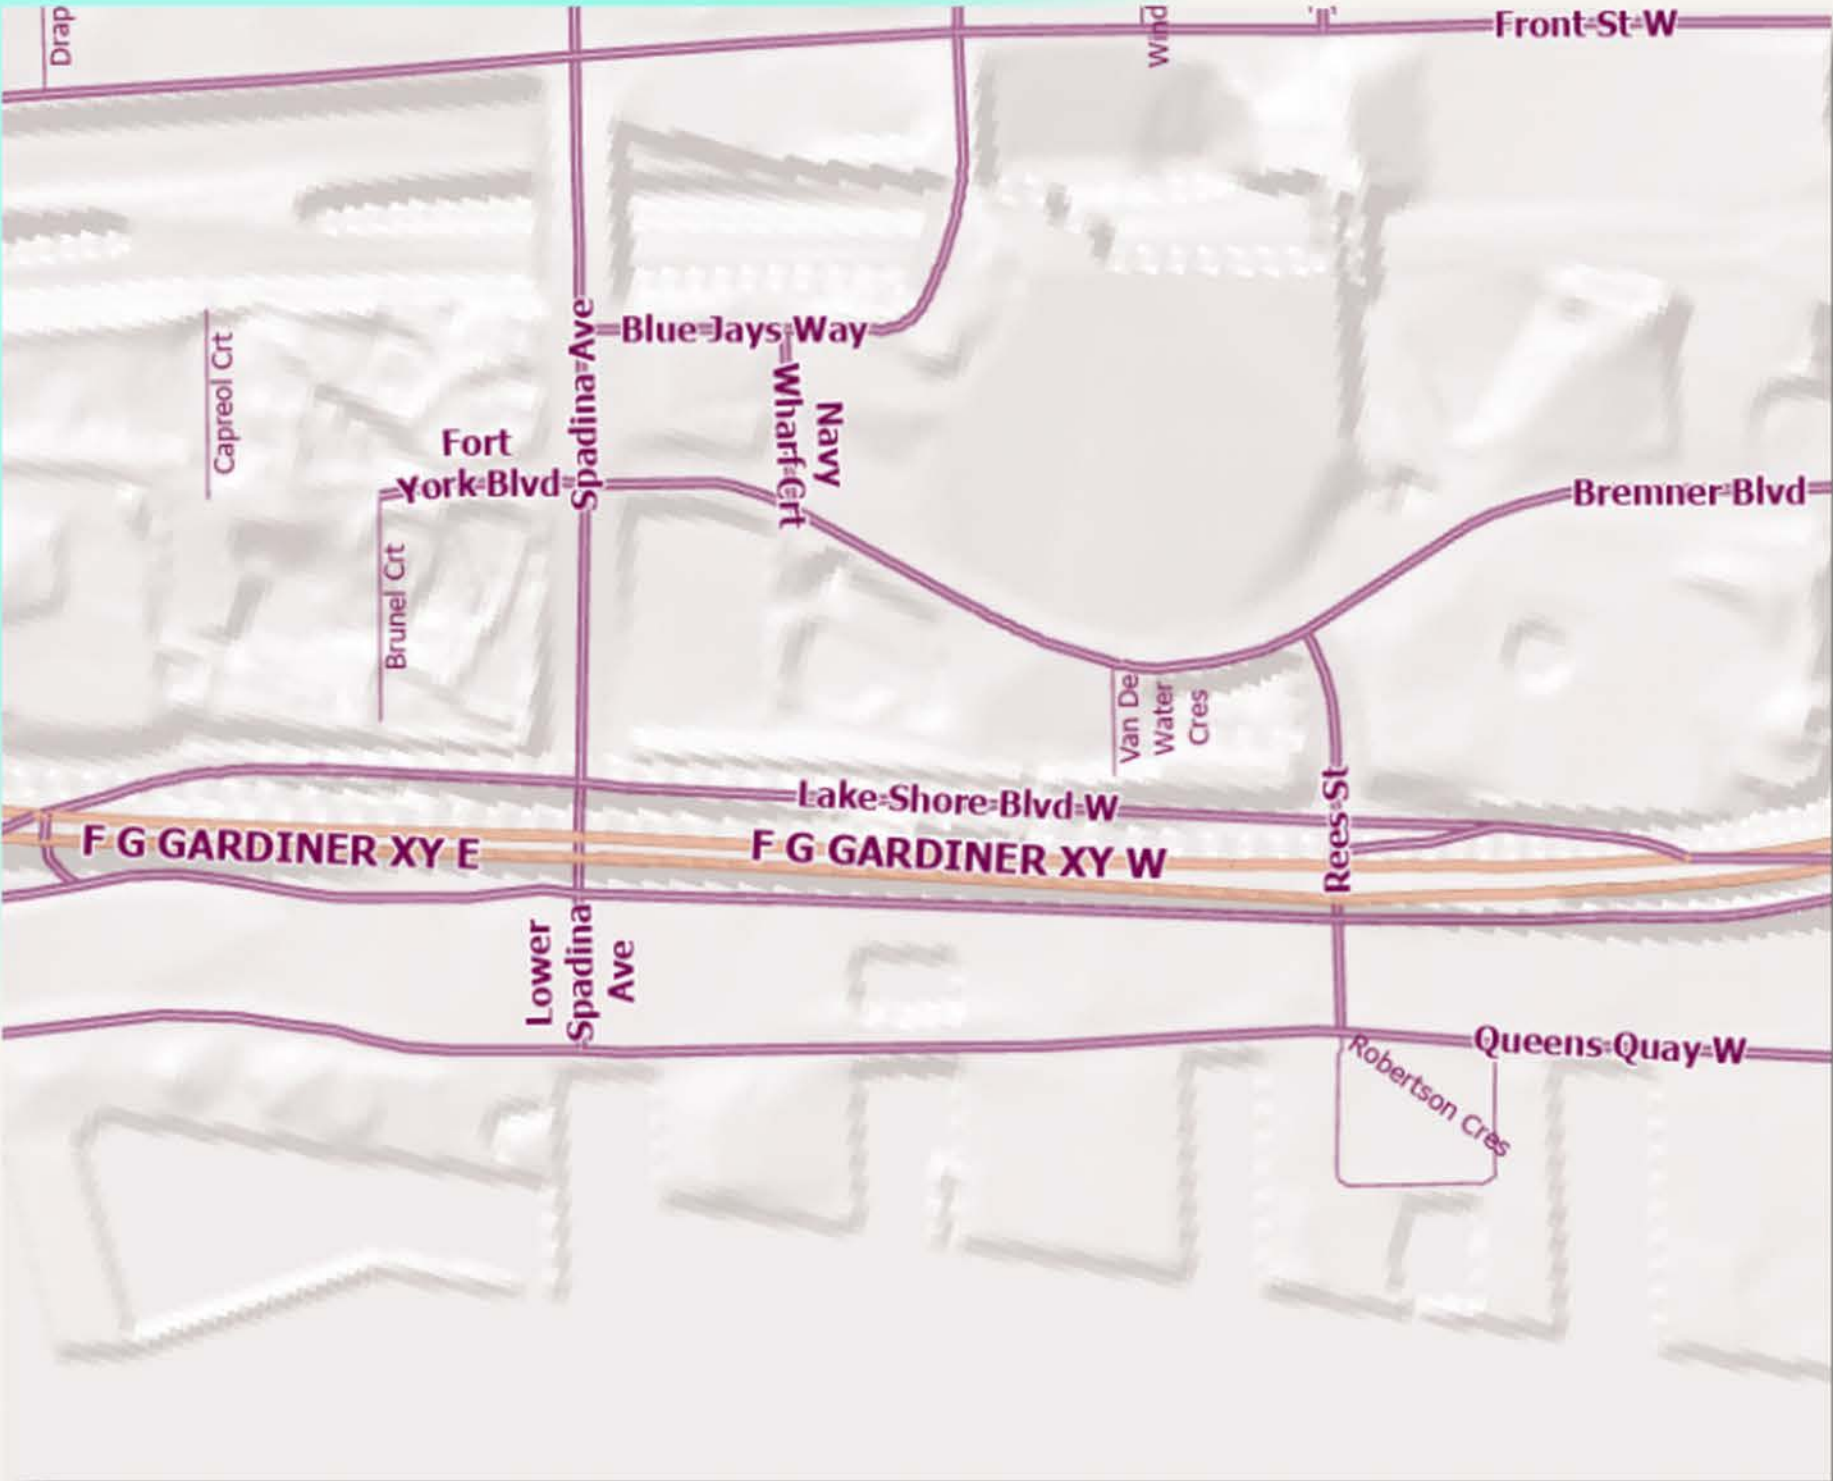 Drap
Wind
Front St W
Blue Jays Way
Spadina Ave
Capreol Crt
Navy
Wharf Crt
Fort
York Blvd
Bremner Blvd
Brunel Crt
Van De
Water
Cres
Rees St
Lake Shore Blvd W
F G GARDINER XY E
F G GARDINER XY W
Lower
Spadina
Ave
Queens Quay W
Robertson Cres